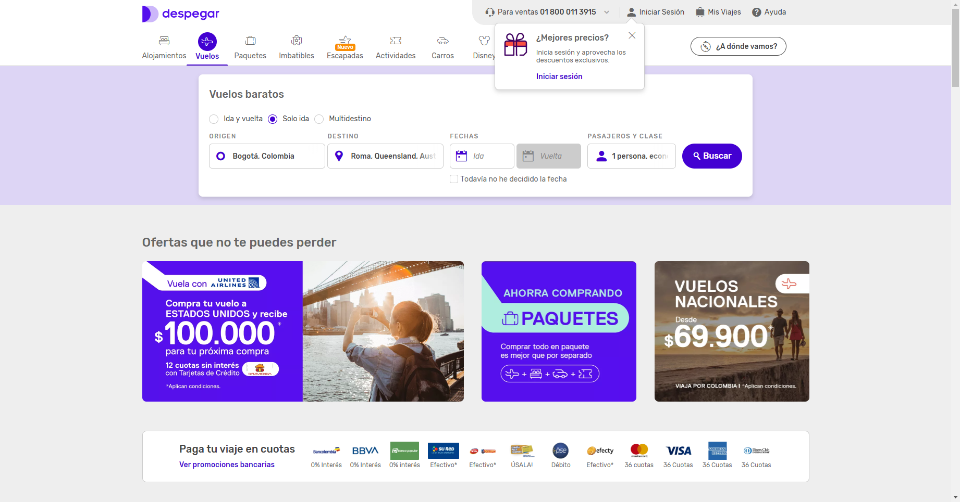 despegar
Para ventas 01 800 011 3915
Iniciar Sesión
Mis Viajes
Ayuda
Alojamientos
Vuelos
Paquetes
Imbatibles
Nuevo
Escapadas
Actividades
Carros
Disney
¿Mejores precios?
Inicia sesión y aprovecha los
descuentos exclusivos.
Iniciar sesión
¿A dónde vamos?
Vuelos baratos
Ida y vuelta
Solo ida
Multidestino
ORIGEN
DESTINO
FECHAS
PASAJEROS Y CLASE
Bogotá, Colombia
Roma, Queensland, Aust
Ida
Vuelta
1 persona, econ
Buscar
Todavía no he decidido la fecha
Ofertas que no te puedes perder
Vuela con UNITED
AIRLINES
Compra tu vuelo a
ESTADOS UNIDOS y recibe
$100.000*
para tu próxima compra
12 cuotas sin interés
con Tarjetas de Crédito
*Aplican condiciones.
AHORRA COMPRANDO
PAQUETES
Comprar todo en paquete
es mejor que por separado
VUELOS
NACIONALES
Desde
$69.900*
VIAJA POR COLOMBIA! *Aplican condiciones.
Paga tu viaje en cuotas
Ver promociones bancarias
BBVA
efecty
VISA
0% Interés
0% Interés
0% interés
Efectivo*
Efectivo*
ÚSALA!
Débito
Efectivo*
36 cuotas
36 Cuotas
36 Cuotas
36 Cuotas